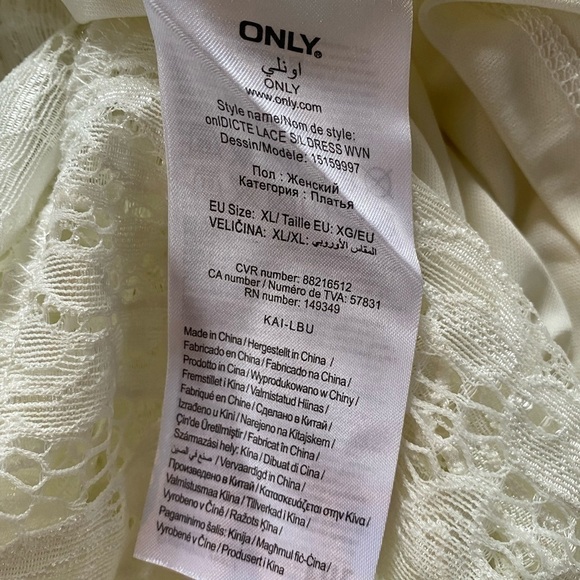 ONLY®
اونلي
ONLY
www.only.com
Style name/Nom de style:
onlDICTE LACE S/L DRESS WVN
Dessin/Modèle: 15159997
Пол : Женский
Категория : Платья
EU Size: XL/ Taille EU: XG/EU
VELIČINA: XL/XL: المقاس الأوروبي
CVR number: 88216512
CA number / Numéro de TVA: 57831
RN number: 149349
KAI-LBU
Made in China / Hergestellt in China /
Fabricado en China / Fabricado na China /
Prodotto in Cina / Wyprodukowano w Chiny /
Fremstillet i Kina / Valmistatud Hiinas /
Fabriqué en Chine / Сделано в Китай /
Izrađeno u Kini / Narejeno na Kitajskem /
Çin'de Üretilmiştir / Fabricat în China /
Származási hely: Kína / Dibuat di Cina /
صنع في الصين / Vervaardigd in China /
Произведено в Китай / Κατασκευάζεται στην Κίνα /
Valmistusmaa Kiina / Tillverkad i Kina /
Vyrobeno v Číně / Ražots Ķīna /
Pagaminimo šalis: Kinija / Magħmul fiċ-Ċina /
Vyrobené v Číne / Produsert i Kina